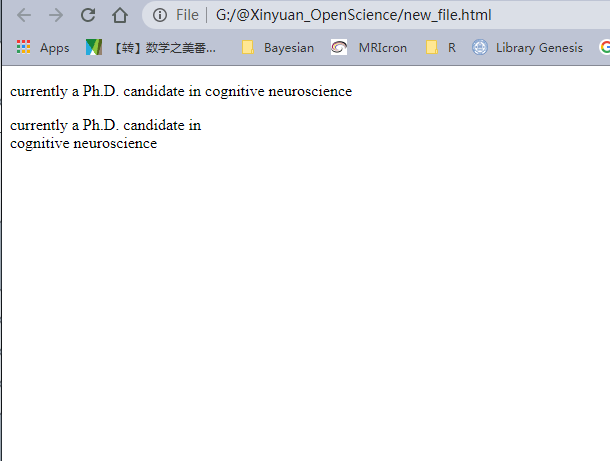 File G:/@Xinyuan_OpenScience/new_file.html
Apps 【转】数学之美番... Bayesian MRIcron R Library Genesis
currently a Ph.D. candidate in cognitive neuroscience
currently a Ph.D. candidate in
cognitive neuroscience